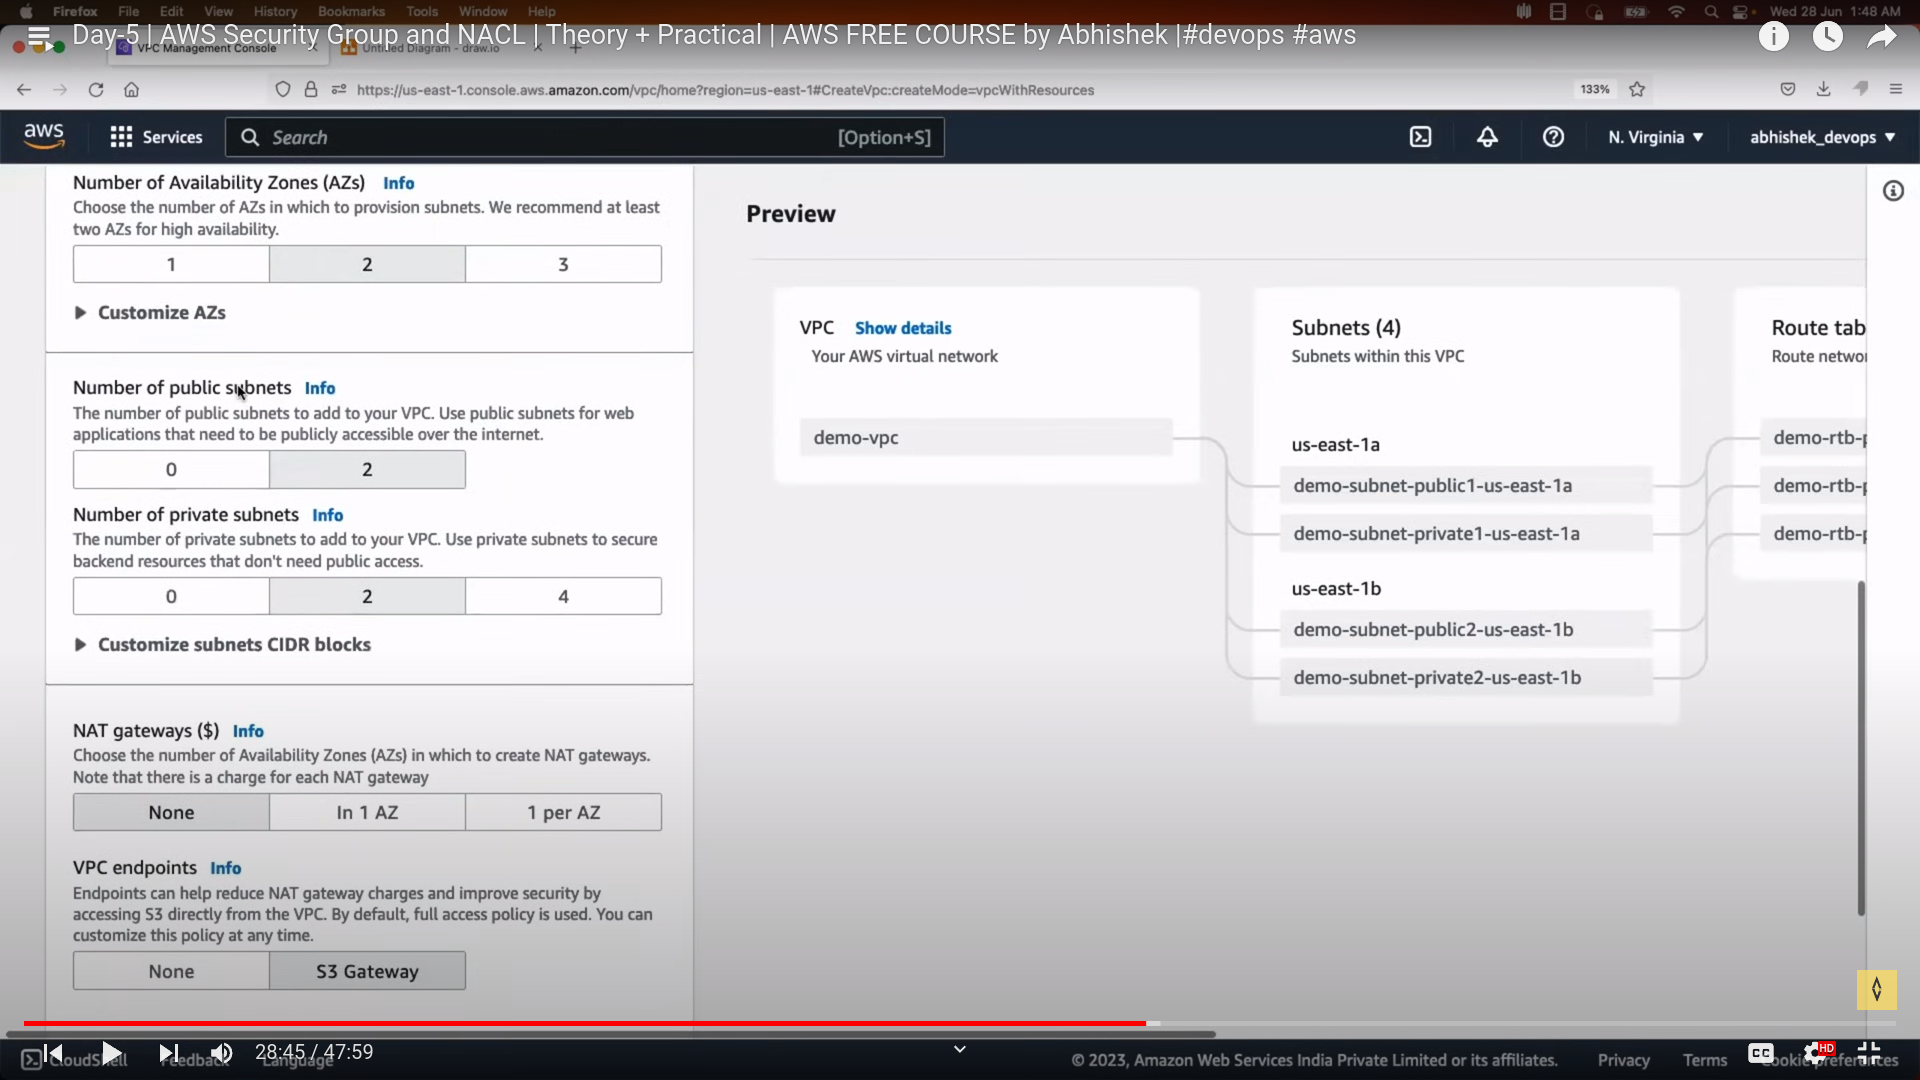 Firefox File Edit View History Bookmarks Tools Window Help
Wed 28 Jun 1:48 AM
Day-5 | AWS Security Group and NACL | Theory + Practical | AWS FREE COURSE by Abhishek |#devops #aws
VPC Management Console
Untitled Diagram - draw.io
https://us-east-1.console.aws.amazon.com/vpc/home?region=us-east-1#CreateVpc:createMode=vpcWithResources
133%
aws
Services
Search
[Option+S]
N. Virginia
abhishek_devops
Number of Availability Zones (AZs) Info
Choose the number of AZs in which to provision subnets. We recommend at least
two AZs for high availability.
1 2 3
Customize AZs
Number of public subnets Info
The number of public subnets to add to your VPC. Use public subnets for web
applications that need to be publicly accessible over the internet.
0 2
Number of private subnets Info
The number of private subnets to add to your VPC. Use private subnets to secure
backend resources that don't need public access.
0 2 4
Customize subnets CIDR blocks
NAT gateways ($) Info
Choose the number of Availability Zones (AZs) in which to create NAT gateways.
Note that there is a charge for each NAT gateway
None In 1 AZ 1 per AZ
VPC endpoints Info
Endpoints can help reduce NAT gateway charges and improve security by
accessing S3 directly from the VPC. By default, full access policy is used. You can
customize this policy at any time.
None S3 Gateway
Preview
VPC Show details
Your AWS virtual network
demo-vpc
Subnets (4)
Subnets within this VPC
us-east-1a
demo-subnet-public1-us-east-1a
demo-subnet-private1-us-east-1a
us-east-1b
demo-subnet-public2-us-east-1b
demo-subnet-private2-us-east-1b
Route tab
Route networ
demo-rtb-p
demo-rtb-p
demo-rtb-p
CloudShell Feedback Language
28:45 / 47:59
© 2023, Amazon Web Services India Private Limited or its affiliates.
Privacy Terms Cookie preferences
CC
HD